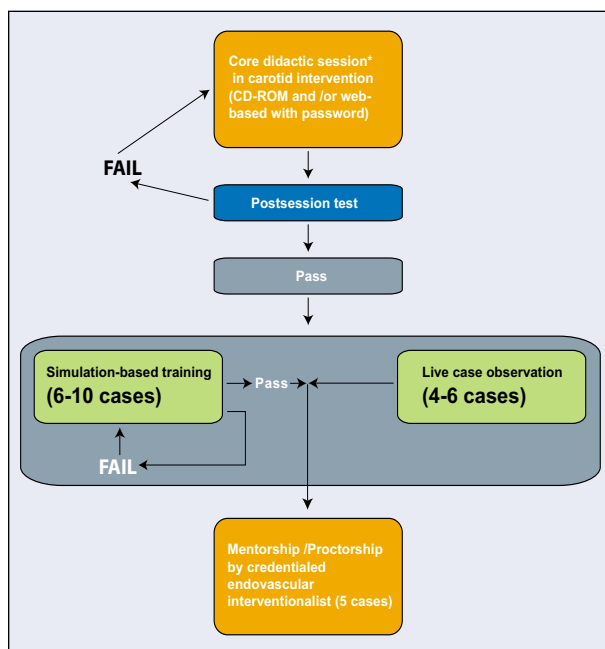 Core didactic session*
in carotid intervention
(CD-ROM and /or web-
based with password)
FAIL
Postsession test
Pass
Simulation-based training
(6-10 cases)
Pass
Live case observation
(4-6 cases)
FAIL
Mentorship /Proctorship
by credentialed
endovascular
interventionalist (5 cases)